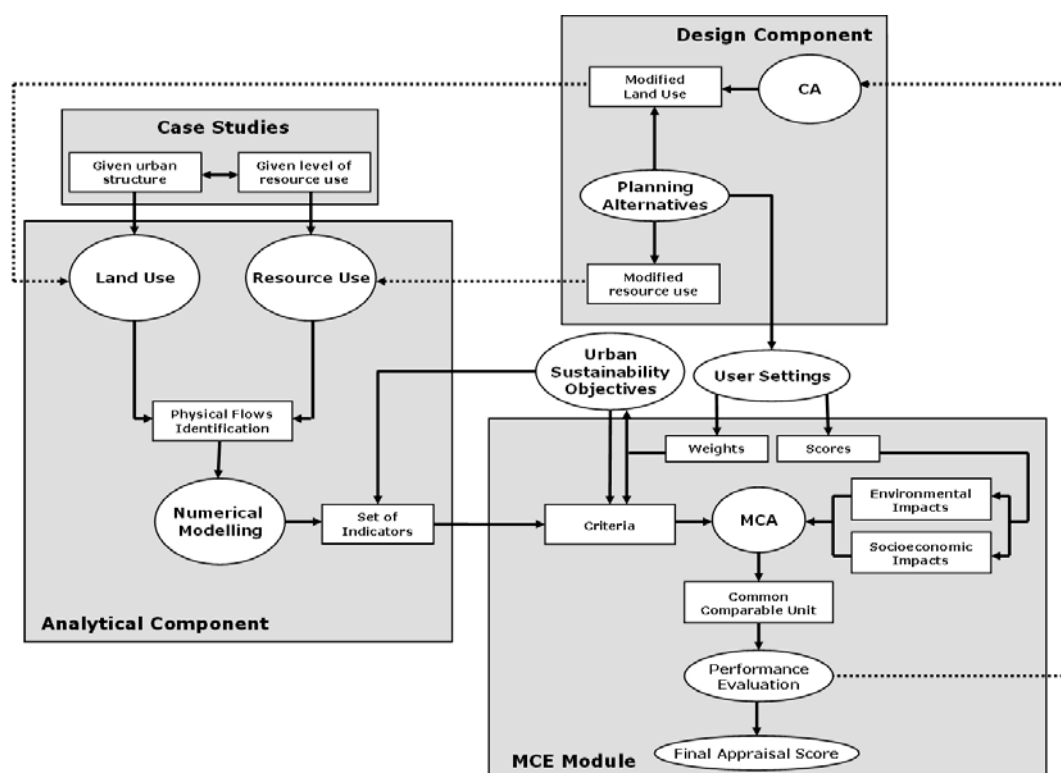 Design Component
Modified
Land Use
CA
Case Studies
Given urban
structure
Given level of
resource use
Planning
Alternatives
Land Use
Resource Use
Modified
resource use
Urban
Sustainability
Objectives
User Settings
Physical Flows
Identification
Weights
Scores
Numerical
Modelling
Set of
Indicators
Criteria
MCA
Environmental
Impacts
Socioeconomic
Impacts
Common
Comparable Unit
Analytical Component
Performance
Evaluation
Final Appraisal Score
MCE Module